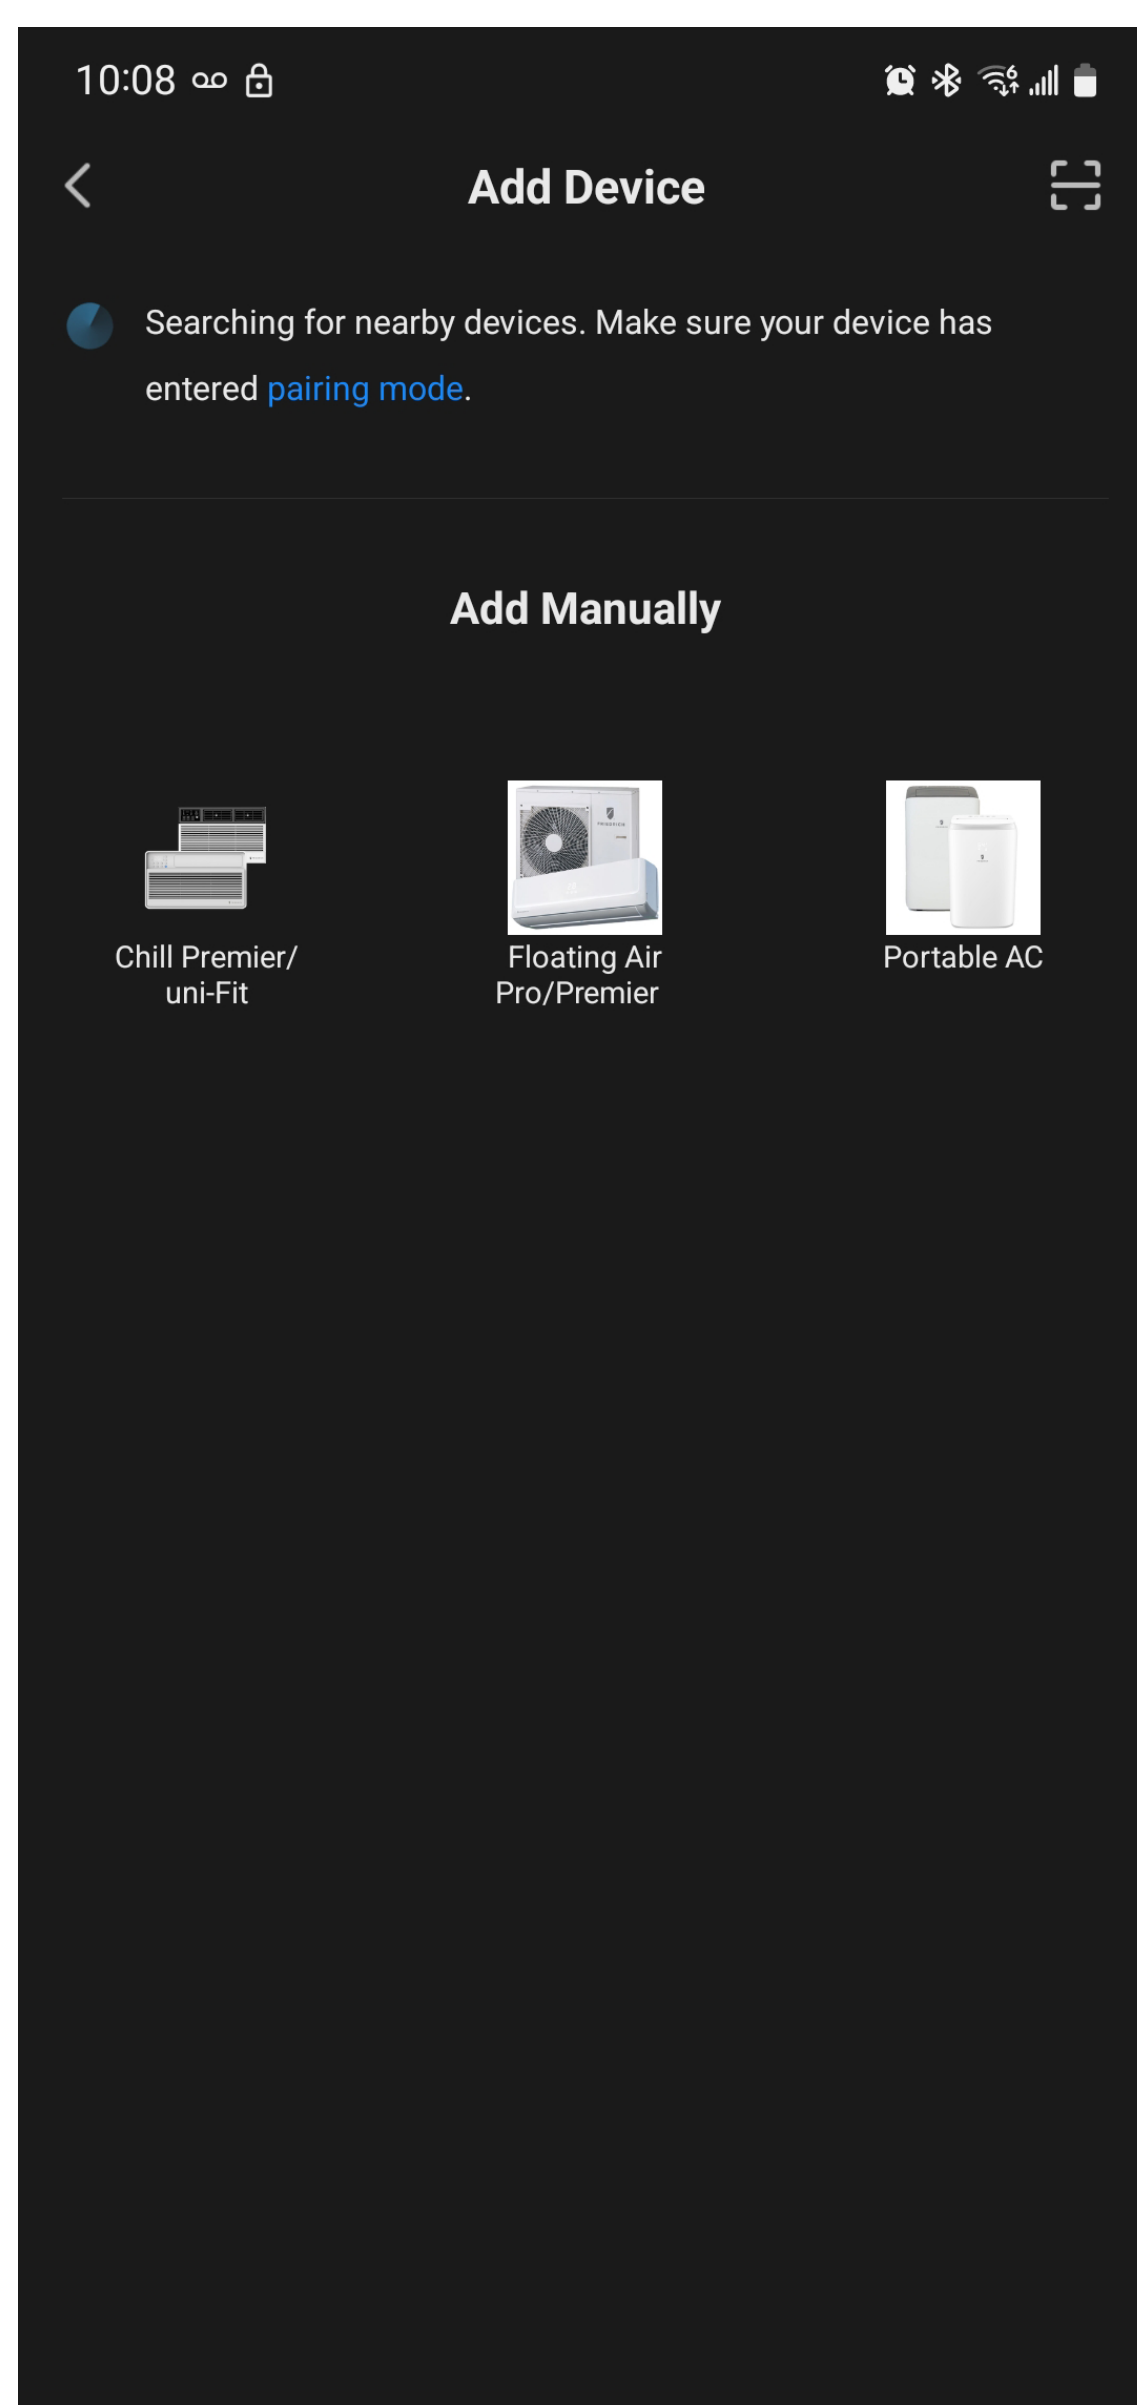 10:08
6
Add Device
Searching for nearby devices. Make sure your device has
entered pairing mode.
Add Manually
Chill Premier/
uni-Fit
Floating Air
Pro/Premier
Portable AC